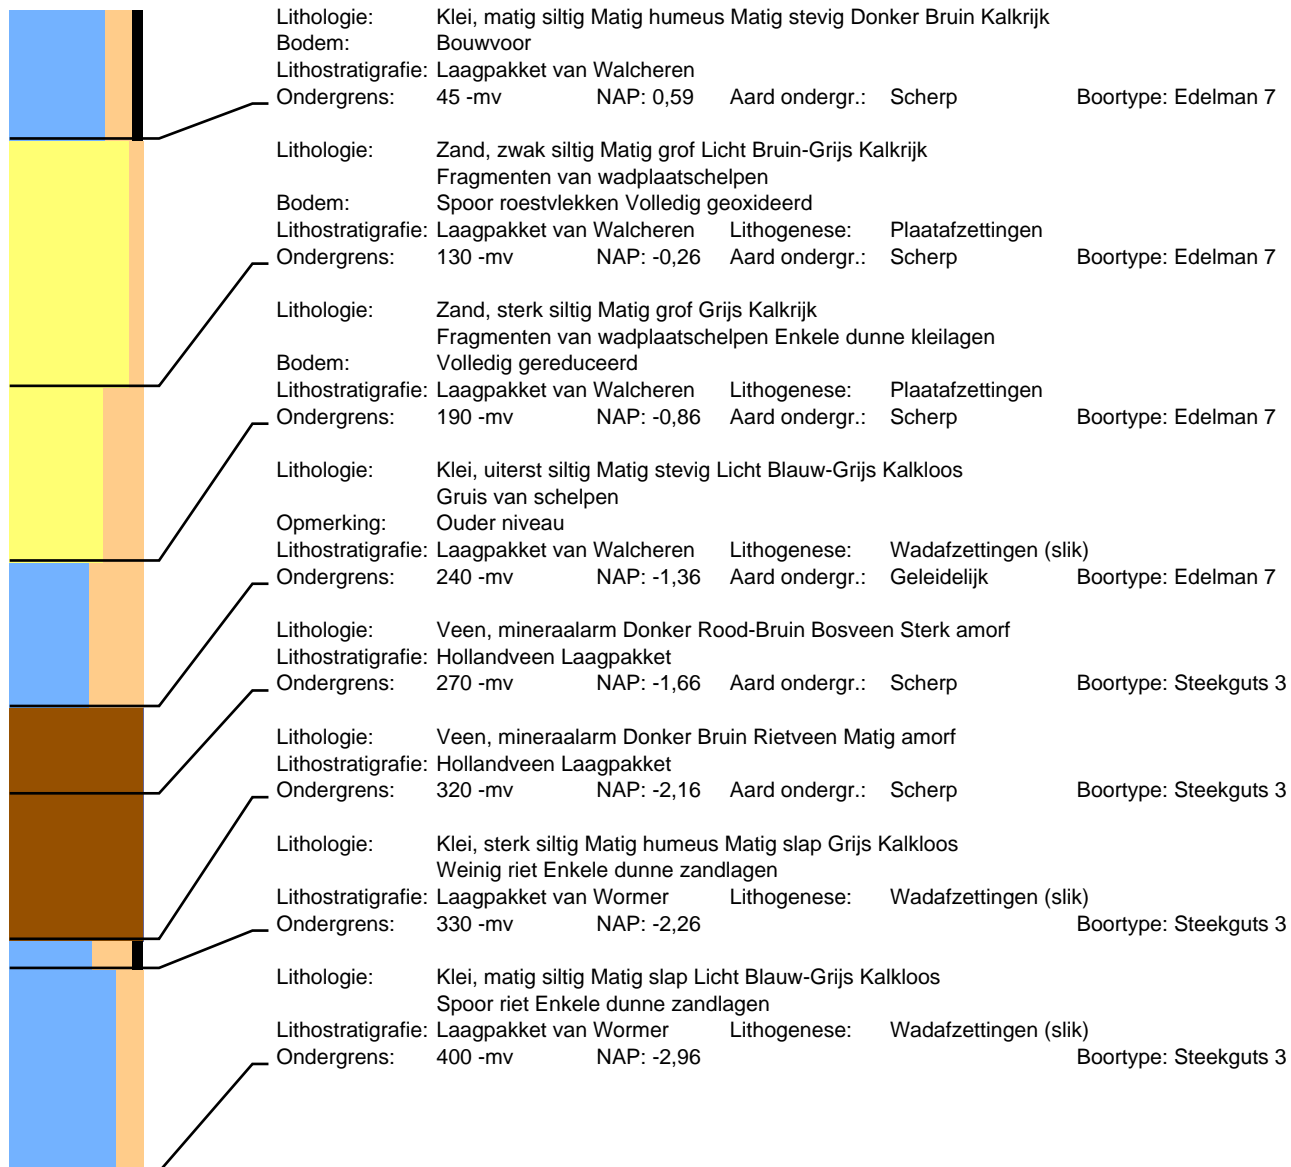 Lithologie: Klei, matig siltig Matig humeus Matig stevig Donker Bruin Kalkrijk
Bodem: Bouwvoor
Lithostratigrafie: Laagpakket van Walcheren
Ondergrens: 45 -mv NAP: 0,59 Aard ondergr.: Scherp Boortype: Edelman 7
Lithologie: Zand, zwak siltig Matig grof Licht Bruin-Grijs Kalkrijk
Fragmenten van wadplaatschelpen
Bodem: Spoor roestvlekken Volledig geoxideerd
Lithostratigrafie: Laagpakket van Walcheren Lithogenese: Plaatafzettingen
Ondergrens: 130 -mv NAP: -0,26 Aard ondergr.: Scherp Boortype: Edelman 7
Lithologie: Zand, sterk siltig Matig grof Grijs Kalkrijk
Fragmenten van wadplaatschelpen Enkele dunne kleilagen
Bodem: Volledig gereduceerd
Lithostratigrafie: Laagpakket van Walcheren Lithogenese: Plaatafzettingen
Ondergrens: 190 -mv NAP: -0,86 Aard ondergr.: Scherp Boortype: Edelman 7
Lithologie: Klei, uiterst siltig Matig stevig Licht Blauw-Grijs Kalkloos
Gruis van schelpen
Opmerking: Ouder niveau
Lithostratigrafie: Laagpakket van Walcheren Lithogenese: Wadafzettingen (slik)
Ondergrens: 240 -mv NAP: -1,36 Aard ondergr.: Geleidelijk Boortype: Edelman 7
Lithologie: Veen, mineraalarm Donker Rood-Bruin Bosveen Sterk amorf
Lithostratigrafie: Hollandveen Laagpakket
Ondergrens: 270 -mv NAP: -1,66 Aard ondergr.: Scherp Boortype: Steekguts 3
Lithologie: Veen, mineraalarm Donker Bruin Rietveen Matig amorf
Lithostratigrafie: Hollandveen Laagpakket
Ondergrens: 320 -mv NAP: -2,16 Aard ondergr.: Scherp Boortype: Steekguts 3
Lithologie: Klei, sterk siltig Matig humeus Matig slap Grijs Kalkloos
Weinig riet Enkele dunne zandlagen
Lithostratigrafie: Laagpakket van Wormer Lithogenese: Wadafzettingen (slik)
Ondergrens: 330 -mv NAP: -2,26 Boortype: Steekguts 3
Lithologie: Klei, matig siltig Matig slap Licht Blauw-Grijs Kalkloos
Spoor riet Enkele dunne zandlagen
Lithostratigrafie: Laagpakket van Wormer Lithogenese: Wadafzettingen (slik)
Ondergrens: 400 -mv NAP: -2,96 Boortype: Steekguts 3